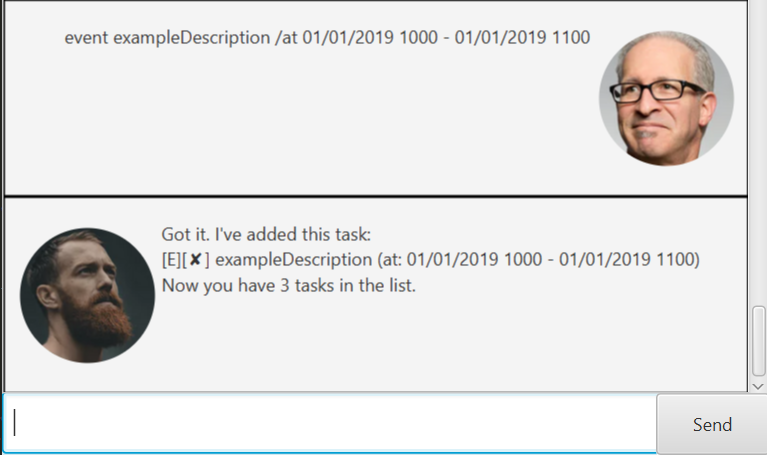 event exampleDescription /at 01/01/2019 1000 - 01/01/2019 1100
Got it. I've added this task:
[E][✘] exampleDescription (at: 01/01/2019 1000 - 01/01/2019 1100)
Now you have 3 tasks in the list.
Send